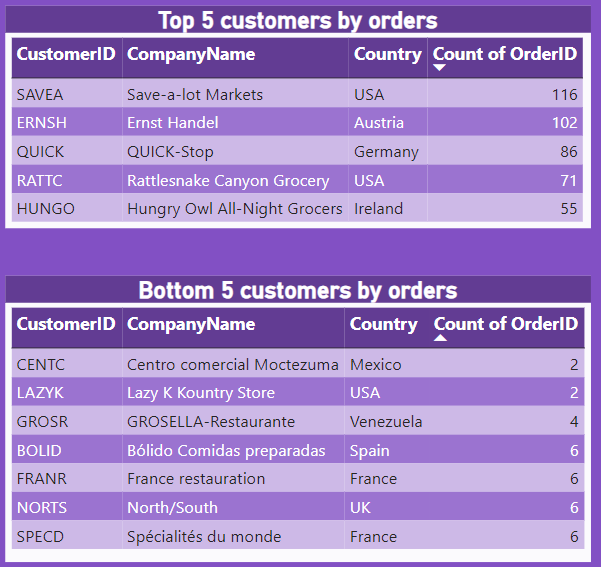 Top 5 customers by orders
CustomerID CompanyName Country Count of OrderID
SAVEA Save-a-lot Markets USA 116
ERNSH Ernst Handel Austria 102
QUICK QUICK-Stop Germany 86
RATTC Rattlesnake Canyon Grocery USA 71
HUNGO Hungry Owl All-Night Grocers Ireland 55
Bottom 5 customers by orders
CustomerID CompanyName Country Count of OrderID
CENTC Centro comercial Moctezuma Mexico 2
LAZYK Lazy K Kountry Store USA 2
GROSR GROSELLA-Restaurante Venezuela 4
BOLID Bólido Comidas preparadas Spain 6
FRANR France restauration France 6
NORTS North/South UK 6
SPECD Spécialités du monde France 6